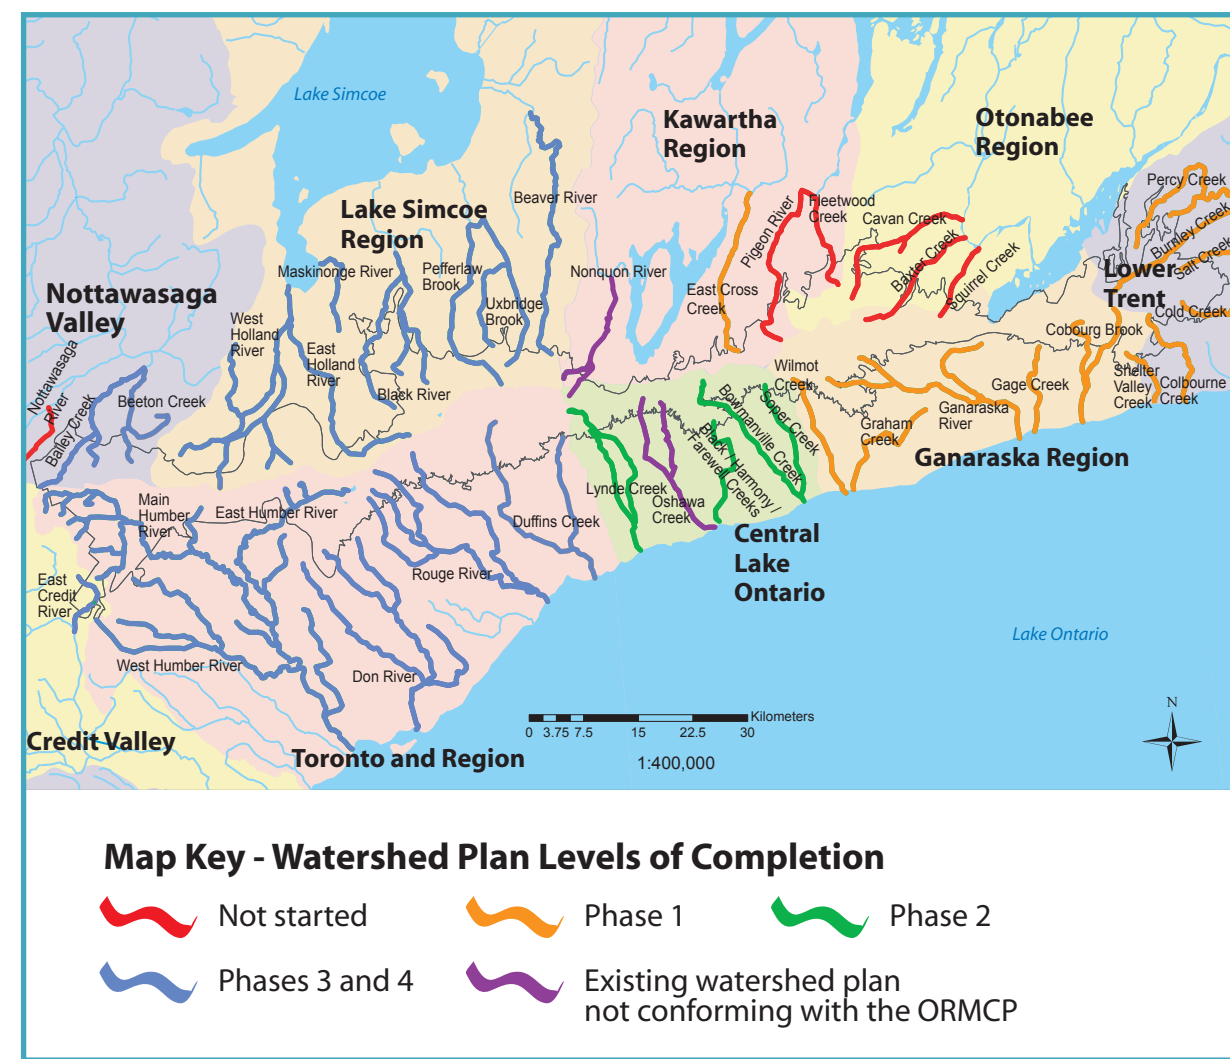 Lake Simcoe
Kawartha
Region
Otonabee
Region
Percy Creek
Beaver River
Fleetwood
Creek
Cavan Creek
Burnley Creek
Lake Simcoe
Region
Pigeon River
Baxter Creek
Squirrel Creek
Salt Creek
Maskinonge River
Pefferlaw
Brook
Nonquon River
Lower
Trent
Nottawasaga
Valley
East Cross
Creek
Uxbridge
Brook
Cold Creek
West
Holland
River
Cobourg Brook
East
Holland
River
Wilmot
Creek
Nottawasaga
River
Shelter
Valley
Creek
Gage Creek
Colbourne
Creek
Black River
Beeton Creek
Bailey Creek
Bowmanville Creek
Soper Creek
Ganaraska
River
Graham
Creek
Black / Harmony /
Farewell Creeks
Ganaraska Region
Lynde Creek
Oshawa
Creek
Main
Humber
River
East Humber River
Duffins Creek
Central
Lake
Ontario
East
Credit
River
Rouge River
Lake Ontario
West Humber River
Don River
N
Kilometers
0 3.75 7.5 15 22.5 30
Credit Valley
Toronto and Region
1:400,000
Map Key - Watershed Plan Levels of Completion
Not started
Phase 1
Phase 2
Phases 3 and 4
Existing watershed plan
not conforming with the ORMCP